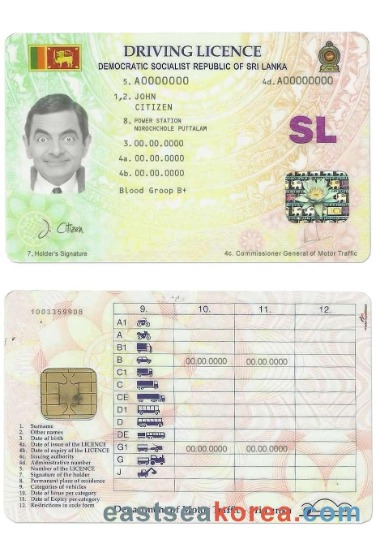 DRIVING LICENCE
DEMOCRATIC SOCIALIST REPUBLIC OF SRI LANKA
5. A0000000 4d. A00000000
1,2. JOHN
CITIZEN
8. POWER STATION
NOROCHCHOLE PUTTALAM
SL
3. 00.00.0000
4a. 00.00.0000
4b. 00.00.0000
Blood Groop B+
J. Citizen
7. Holder's Signature 4c. Commissioner General of Motor Traffic
9. 10. 11. 12.
A1
A
B1
B 00.00.0000 00.00.0000
C1
C
CE
D1
D
DE
G1 00.00.0000 00.00.0000
G
J
1. Surname
2. Other names
3. Date of birth
4a. Date of issue of the LICENCE
4b. Date of expiry of the LICENCE
4c. Issuing authority
4d. Administrative number
5. Number of the LICENCE
7. Signature of the holder
8. Permanent place of residence
9. Categories of vehicles
10. Date of issue per category
11. Date of Expiry per category
12. Restrictions in code form
Department of Motor Traffic - Sri Lanka
eastseakorea.com